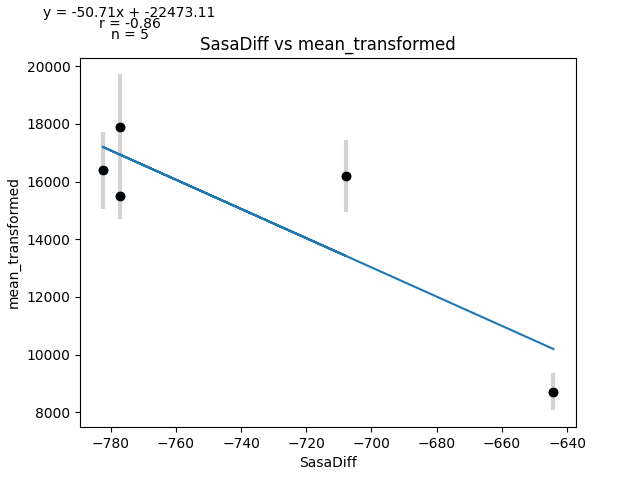 y = -50.71x + -22473.11
r = -0.86
n = 5
SasaDiff vs mean_transformed
20000
18000
16000
14000
12000
10000
8000
mean_transformed
−780
−760
−740
−720
−700
−680
−660
−640
SasaDiff